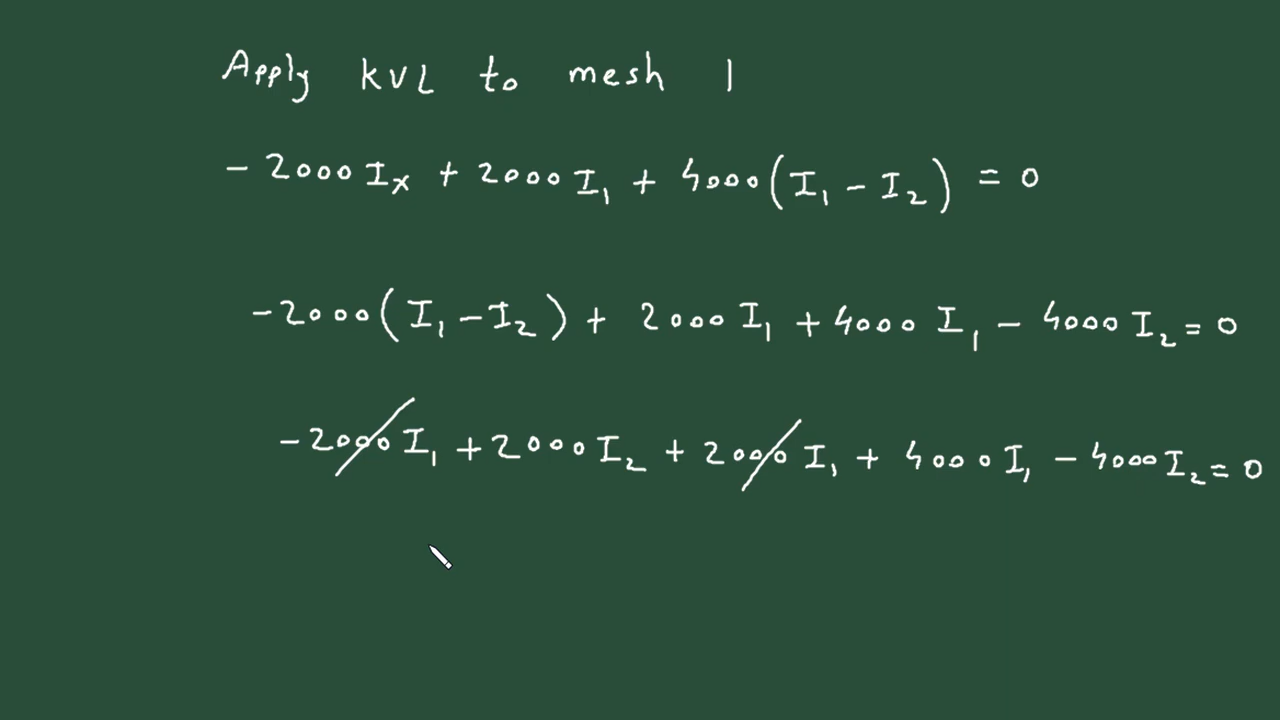 Apply KVL to mesh 1
- 2000 Iₓ + 2000 I₁ + 4000 (I₁ - I₂) = 0
-2000 (I₁ - I₂) + 2000 I₁ + 4000 I₁ - 4000 I₂ = 0
-2000 I₁ + 2000 I₂ + 2000 I₁ + 4000 I₁ - 4000 I₂ = 0